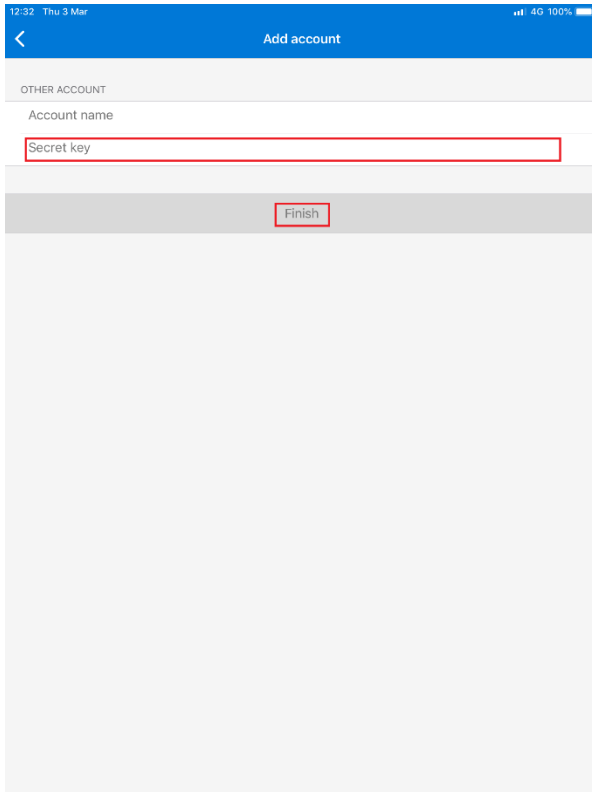 12:32 Thu 3 Mar 4G 100%
Add account
OTHER ACCOUNT
Account name
Secret key
Finish